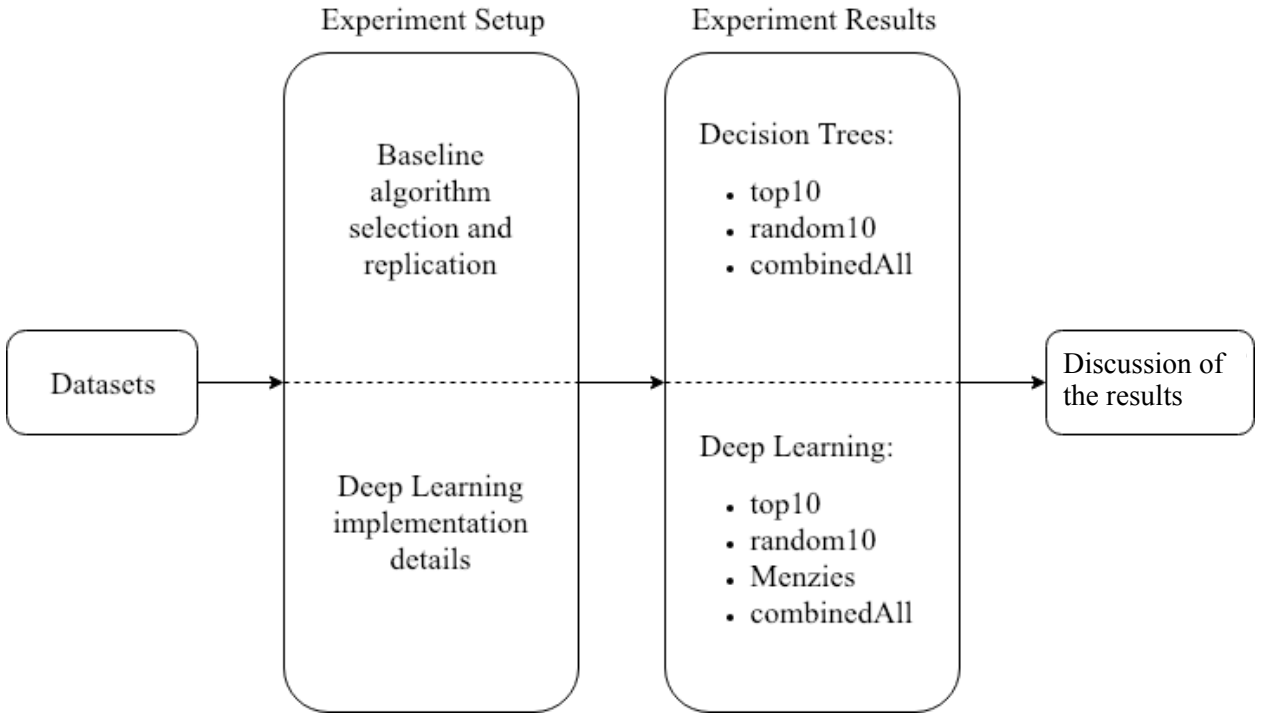 Experiment Setup
Experiment Results
Datasets
Baseline
algorithm
selection and
replication
Deep Learning
implementation
details
Decision Trees:
• top10
• random10
• combinedAll
Deep Learning:
• top10
• random10
• Menzies
• combinedAll
Discussion of
the results